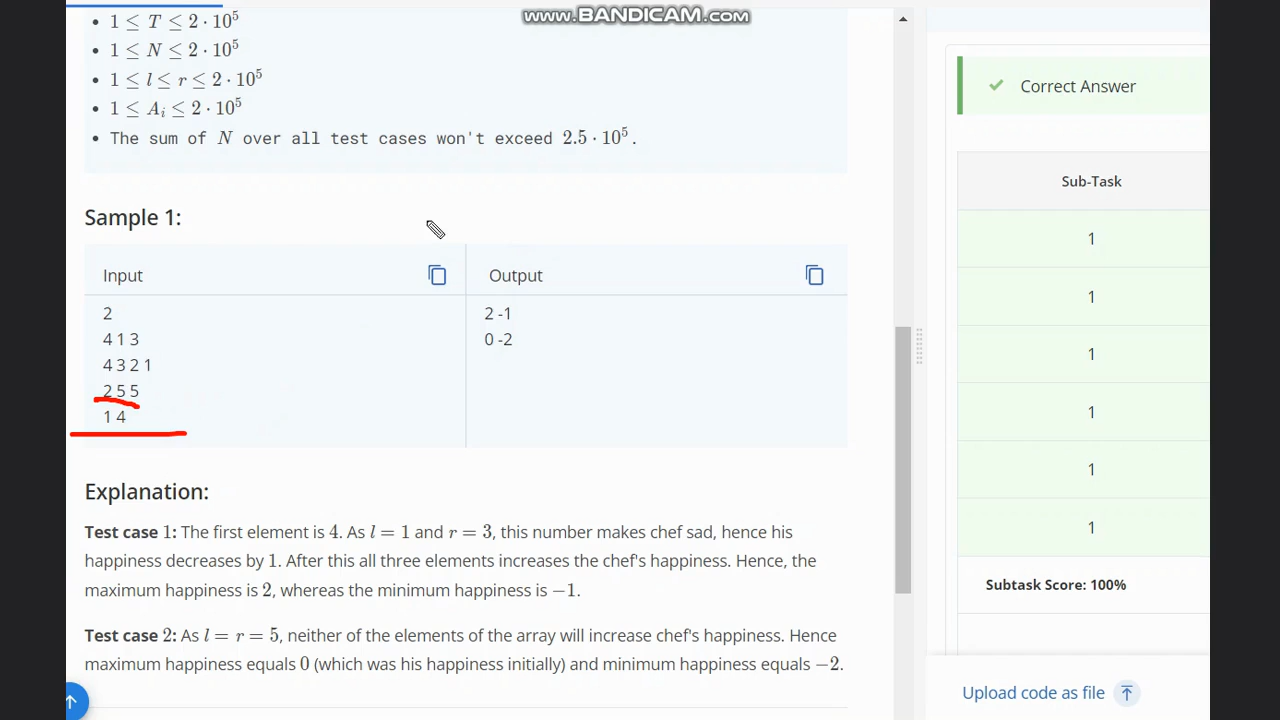 www.BANDICAM.com
• 1 ≤ T ≤ 2 · 10⁵
• 1 ≤ N ≤ 2 · 10⁵
• 1 ≤ l ≤ r ≤ 2 · 10⁵
• 1 ≤ Aᵢ ≤ 2 · 10⁵
• The sum of N over all test cases won't exceed 2.5 · 10⁵.
Sample 1:
Input
2
4 1 3
4 3 2 1
2 5 5
1 4
Output
2 -1
0 -2
Explanation:
Test case 1: The first element is 4. As l = 1 and r = 3, this number makes chef sad, hence his
happiness decreases by 1. After this all three elements increases the chef's happiness. Hence, the
maximum happiness is 2, whereas the minimum happiness is −1.
Test case 2: As l = r = 5, neither of the elements of the array will increase chef's happiness. Hence
maximum happiness equals 0 (which was his happiness initially) and minimum happiness equals −2.
Correct Answer
Sub-Task
1
1
1
1
1
1
Subtask Score: 100%
Upload code as file